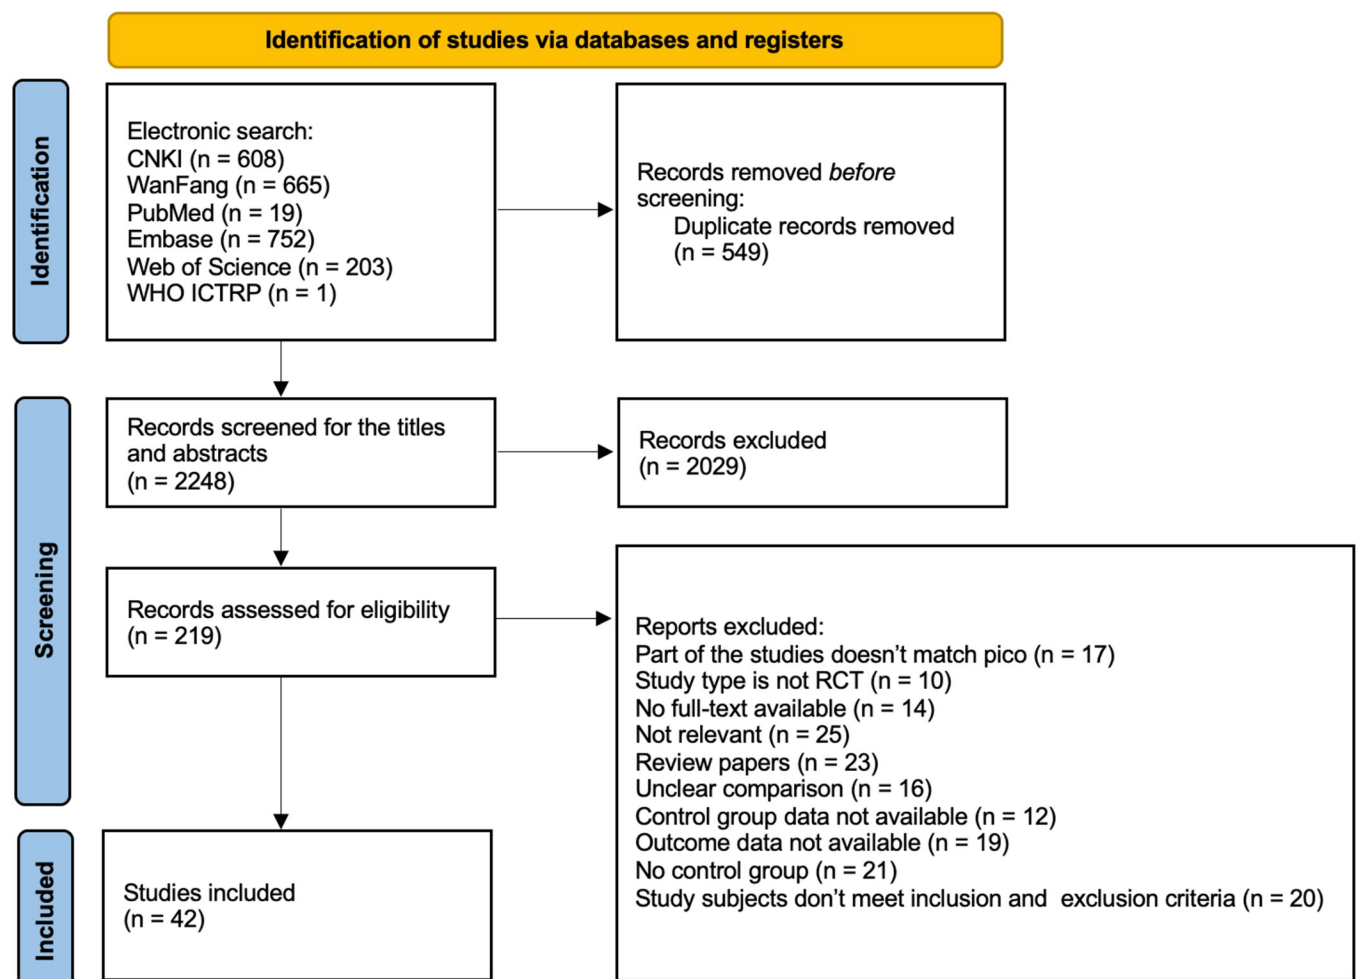 Identification of studies via databases and registers
Identification
Electronic search:
CNKI (n = 608)
WanFang (n = 665)
PubMed (n = 19)
Embase (n = 752)
Web of Science (n = 203)
WHO ICTRP (n = 1)
Records removed before
screening:
Duplicate records removed
(n = 549)
Screening
Records screened for the titles
and abstracts
(n = 2248)
Records excluded
(n = 2029)
Records assessed for eligibility
(n = 219)
Reports excluded:
Part of the studies doesn’t match pico (n = 17)
Study type is not RCT (n = 10)
No full-text available (n = 14)
Not relevant (n = 25)
Review papers (n = 23)
Unclear comparison (n = 16)
Control group data not available (n = 12)
Outcome data not available (n = 19)
No control group (n = 21)
Study subjects don’t meet inclusion and  exclusion criteria (n = 20)
Included
Studies included
(n = 42)